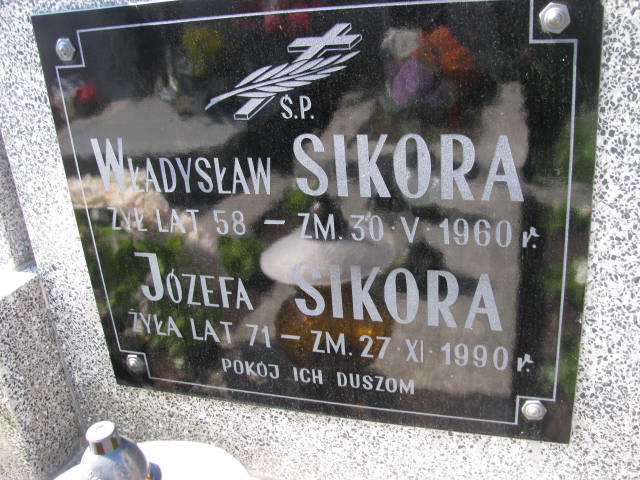 Ś.P.
WŁADYSŁAW SIKORA
ŻYŁ LAT 58 – ZM. 30·V·1960 r.
JÓZEFA SIKORA
ŻYŁA LAT 71 – ZM. 27·XI·1990 r.
POKÓJ ICH DUSZOM